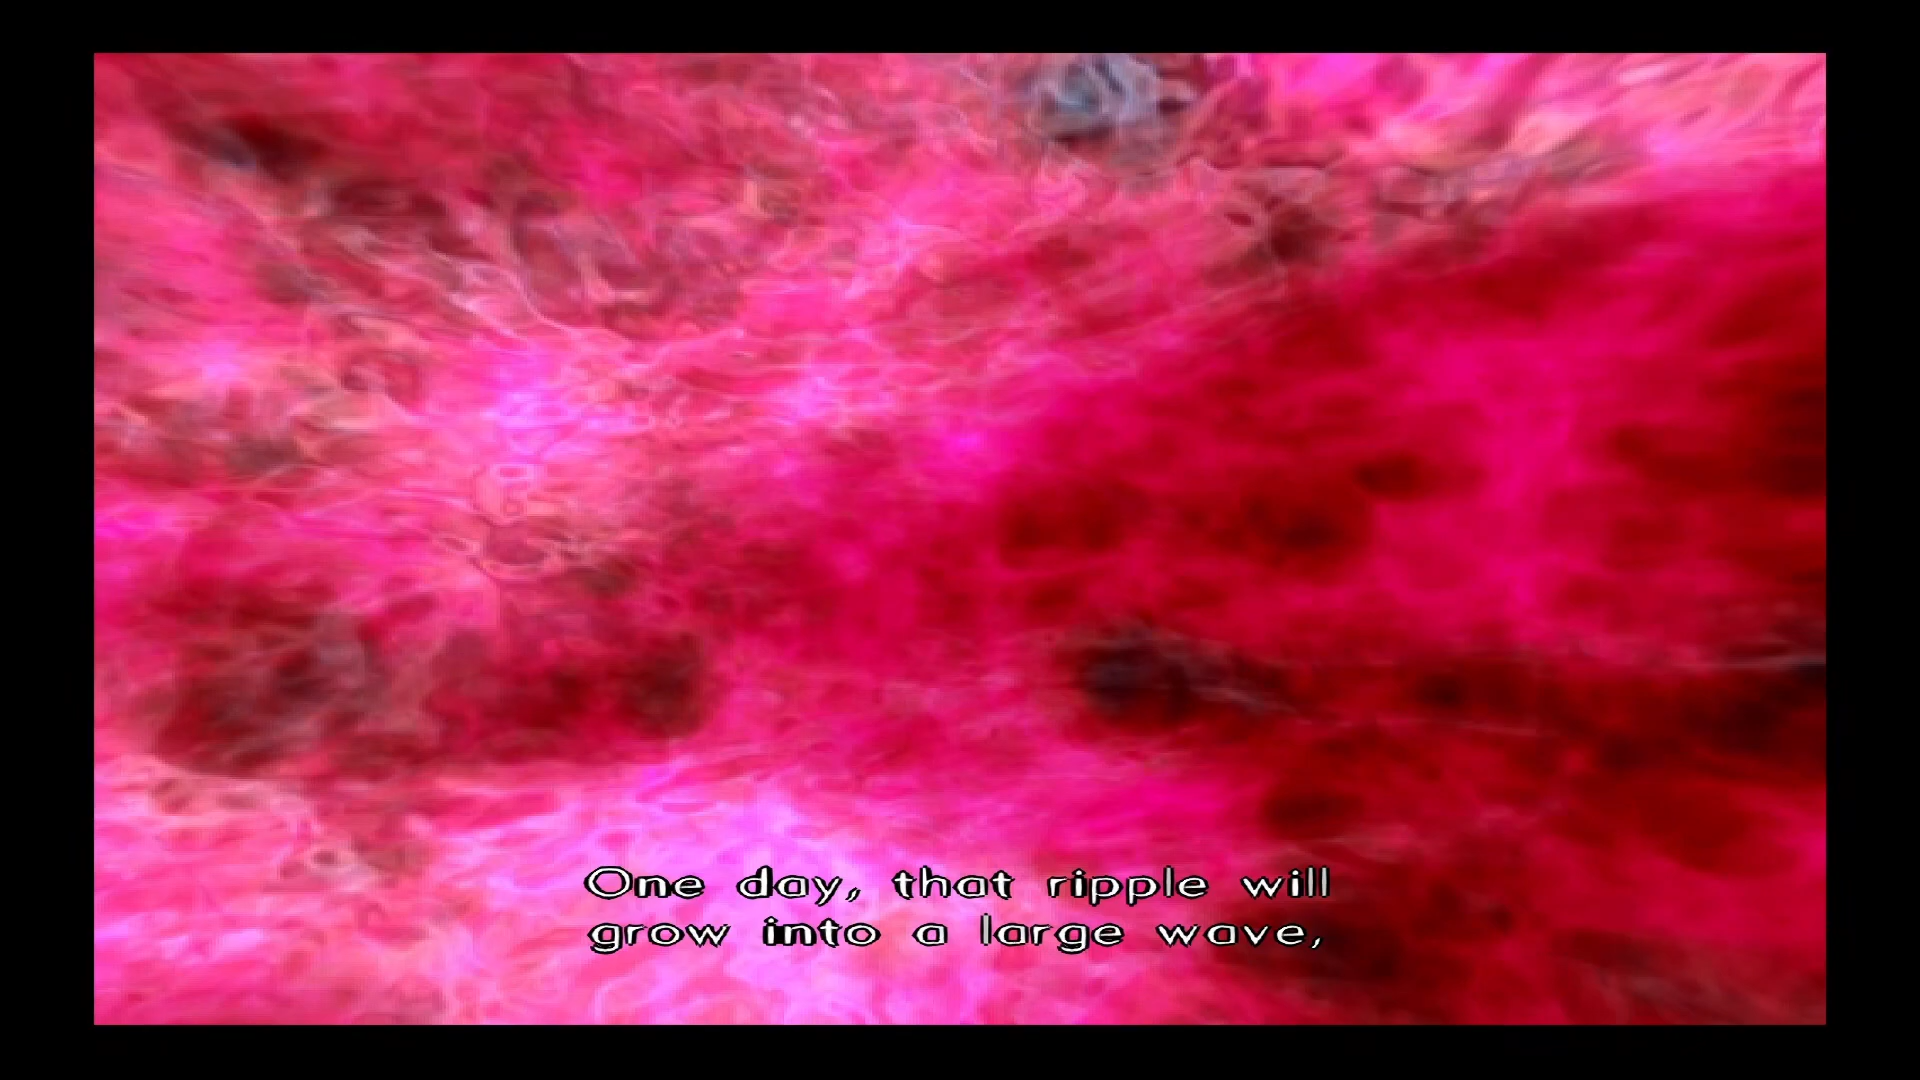 One day, that ripple will
grow into a large wave,